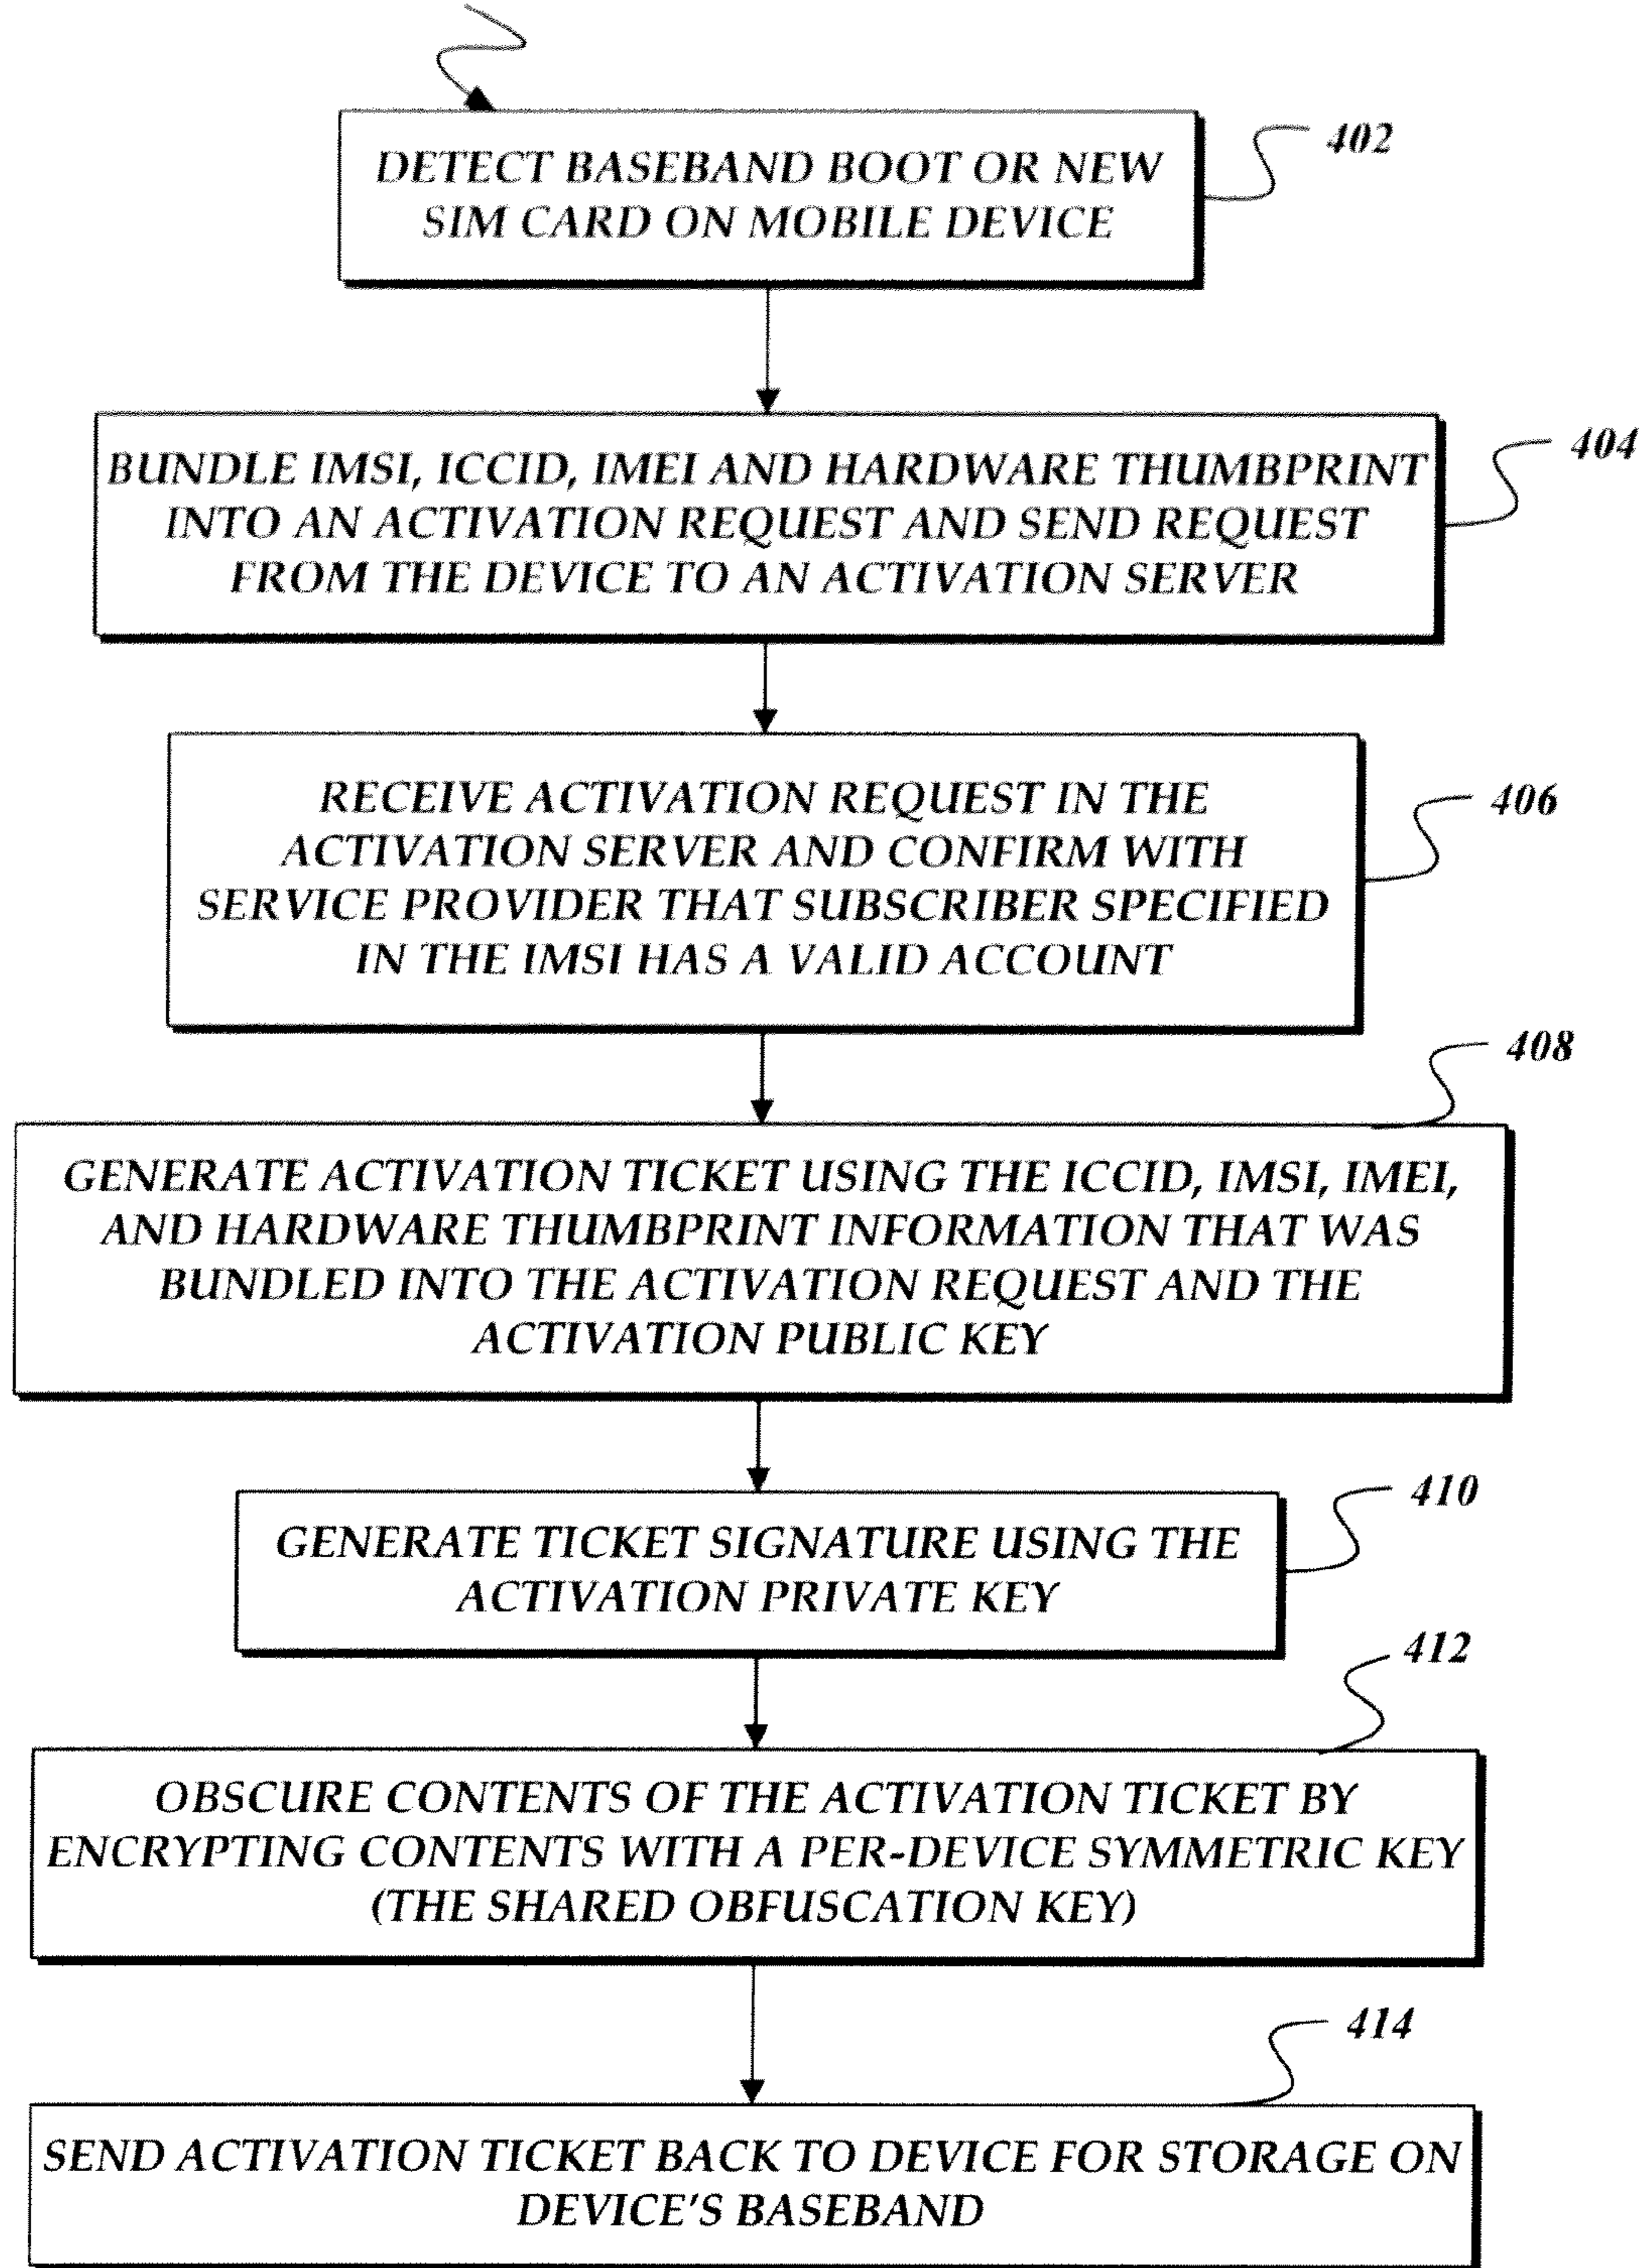 402
DETECT BASEBAND BOOT OR NEW
SIM CARD ON MOBILE DEVICE
404
BUNDLE IMSI, ICCID, IMEI AND HARDWARE THUMBPRINT
INTO AN ACTIVATION REQUEST AND SEND REQUEST
FROM THE DEVICE TO AN ACTIVATION SERVER
406
RECEIVE ACTIVATION REQUEST IN THE
ACTIVATION SERVER AND CONFIRM WITH
SERVICE PROVIDER THAT SUBSCRIBER SPECIFIED
IN THE IMSI HAS A VALID ACCOUNT
408
GENERATE ACTIVATION TICKET USING THE ICCID, IMSI, IMEI,
AND HARDWARE THUMBPRINT INFORMATION THAT WAS
BUNDLED INTO THE ACTIVATION REQUEST AND THE
ACTIVATION PUBLIC KEY
410
GENERATE TICKET SIGNATURE USING THE
ACTIVATION PRIVATE KEY
412
OBSCURE CONTENTS OF THE ACTIVATION TICKET BY
ENCRYPTING CONTENTS WITH A PER-DEVICE SYMMETRIC KEY
(THE SHARED OBFUSCATION KEY)
414
SEND ACTIVATION TICKET BACK TO DEVICE FOR STORAGE ON
DEVICE'S BASEBAND